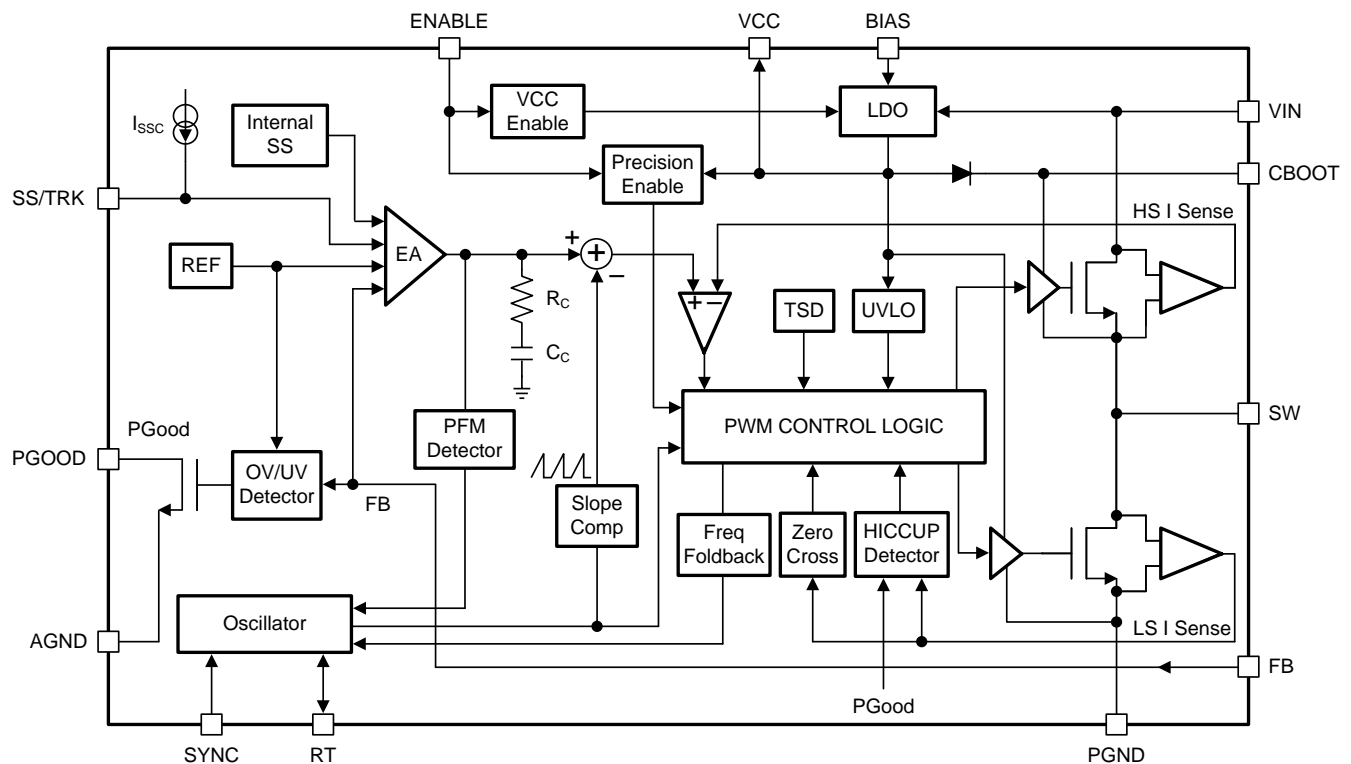 ENABLE
VCC
BIAS
ISSC
Internal
SS
VCC
Enable
LDO
VIN
Precision
Enable
CBOOT
SS/TRK
HS I Sense
REF
EA
+
+
−
RC
CC
+ −
TSD
UVLO
SW
PGood
PGOOD
OV/UV
Detector
FB
PFM
Detector
PWM CONTROL LOGIC
Slope
Comp
Freq
Foldback
Zero
Cross
HICCUP
Detector
Oscillator
AGND
LS I Sense
FB
PGood
SYNC
RT
PGND